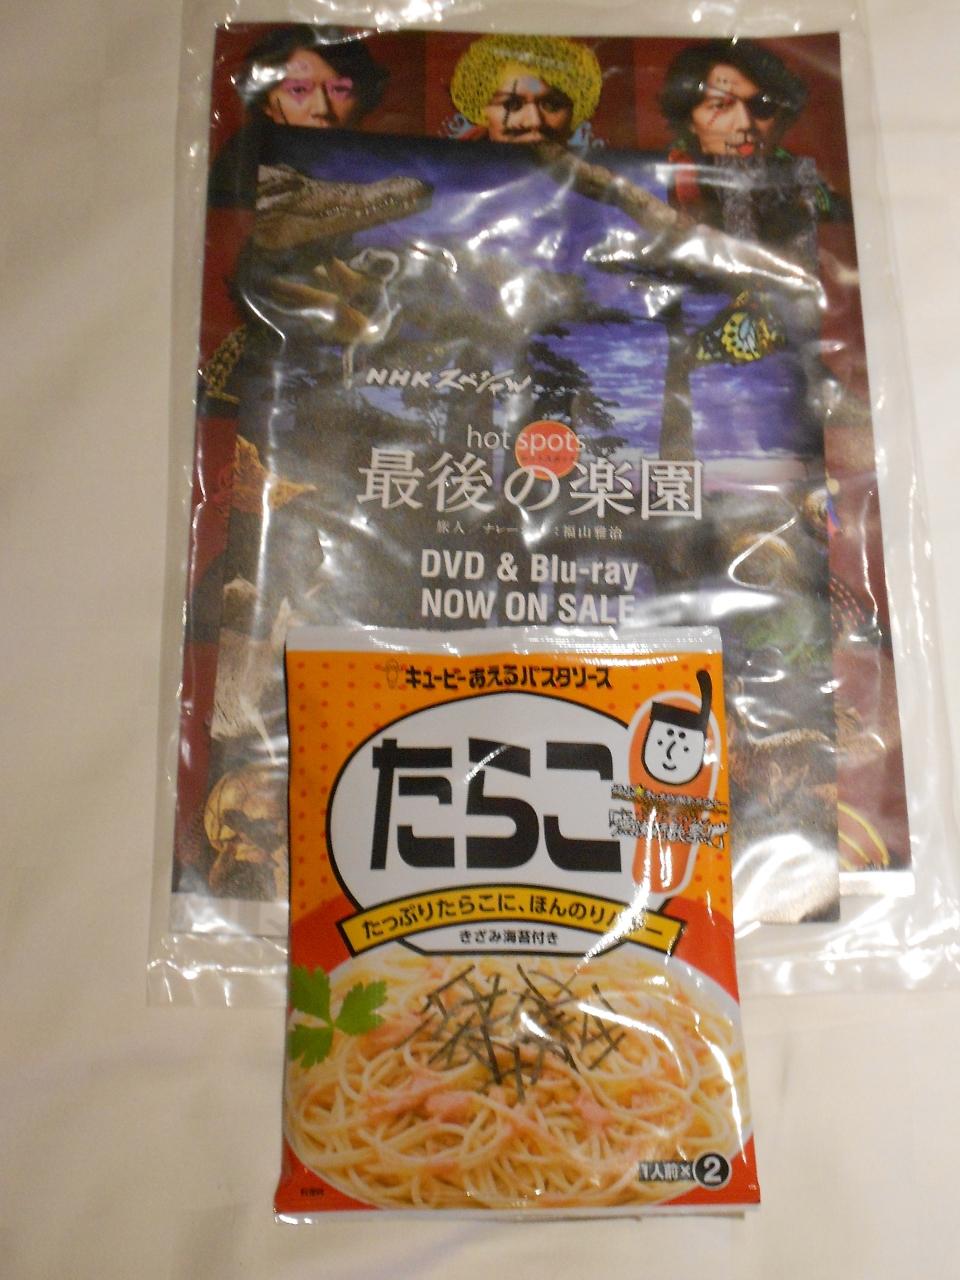 NHKスペシャル
hot spots
最後の楽園
旅人 ナレー :福山雅治
DVD & Blu-ray
NOW ON SALE
キユーピーあえるパスタソース
たらこ
たっぷりたらこに、ほんのりバター
きざみ海苔付き
1人前×2